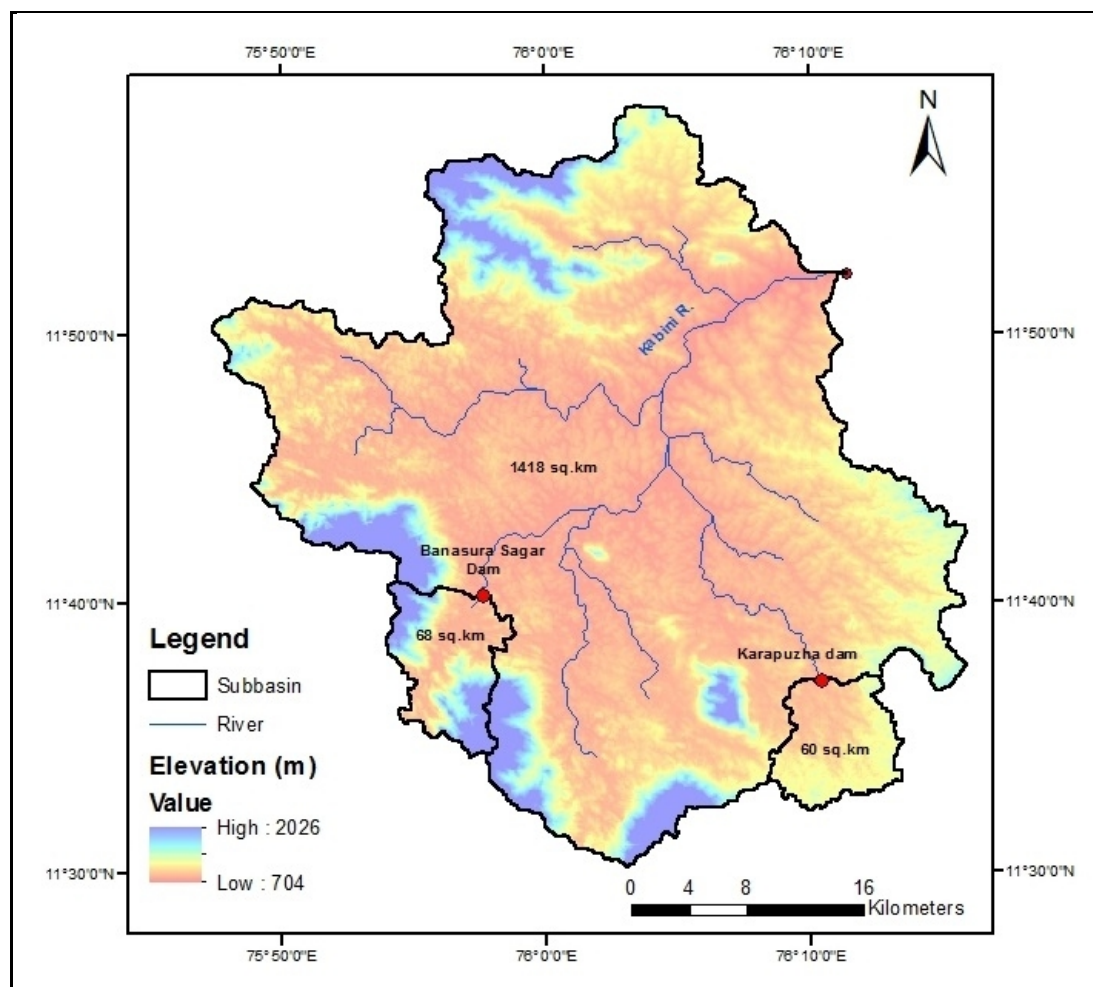 75°50'0"E 76°0'0"E 76°10'0"E
N
Kabini R.
11°50'0"N 11°50'0"N
1418 sq.km
Banasura Sagar
Dam
11°40'0"N 11°40'0"N
68 sq.km
Karapuzha dam
60 sq.km
Legend
Subbasin
River
Elevation (m)
Value
High : 2026
Low : 704
11°30'0"N 11°30'0"N
0 4 8 16
Kilometers
75°50'0"E 76°0'0"E 76°10'0"E